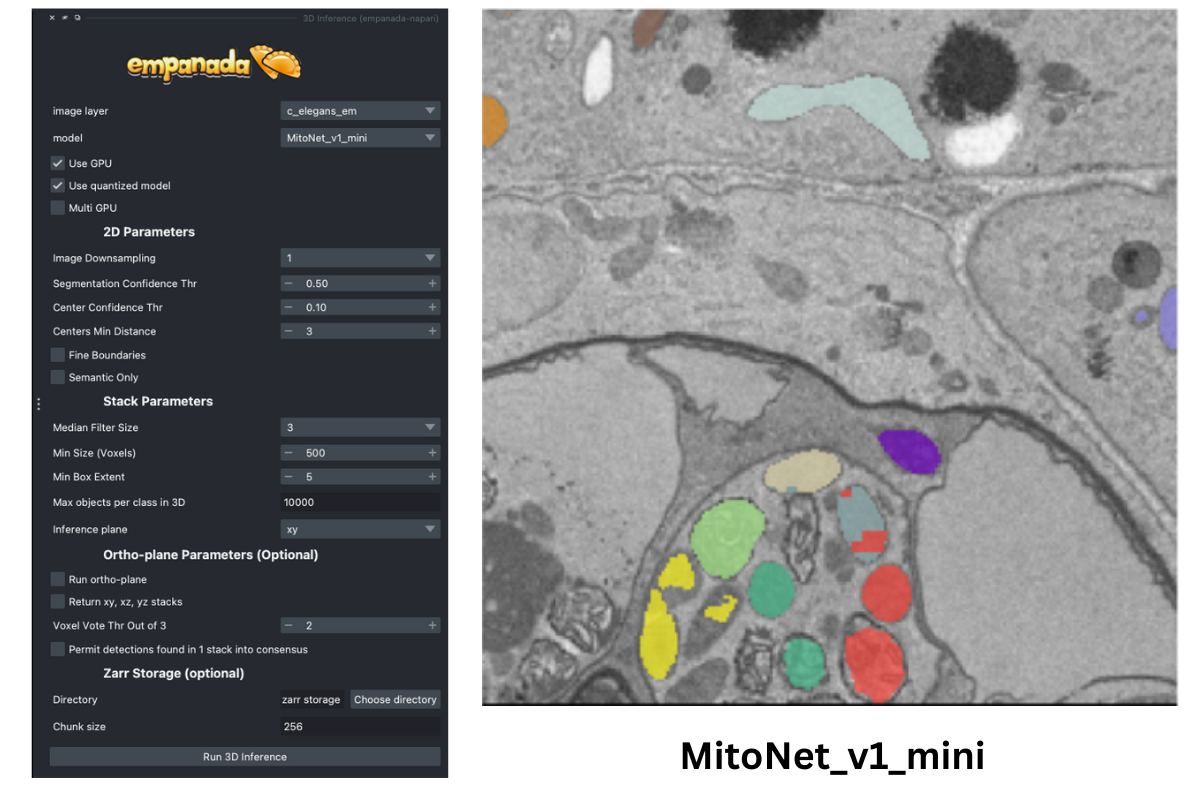 3D Inference (empanada-napari)
empanada
image layer c_elegans_em
model MitoNet_v1_mini
Use GPU
Use quantized model
Multi GPU
2D Parameters
Image Downsampling 1
Segmentation Confidence Thr − 0.50 +
Center Confidence Thr − 0.10 +
Centers Min Distance − 3 +
Fine Boundaries
Semantic Only
Stack Parameters
Median Filter Size 3
Min Size (Voxels) − 500 +
Min Box Extent − 5 +
Max objects per class in 3D 10000
Inference plane xy
Ortho-plane Parameters (Optional)
Run ortho-plane
Return xy, xz, yz stacks
Voxel Vote Thr Out of 3 − 2 +
Permit detections found in 1 stack into consensus
Zarr Storage (optional)
Directory zarr storage Choose directory
Chunk size 256
Run 3D Inference
MitoNet_v1_mini